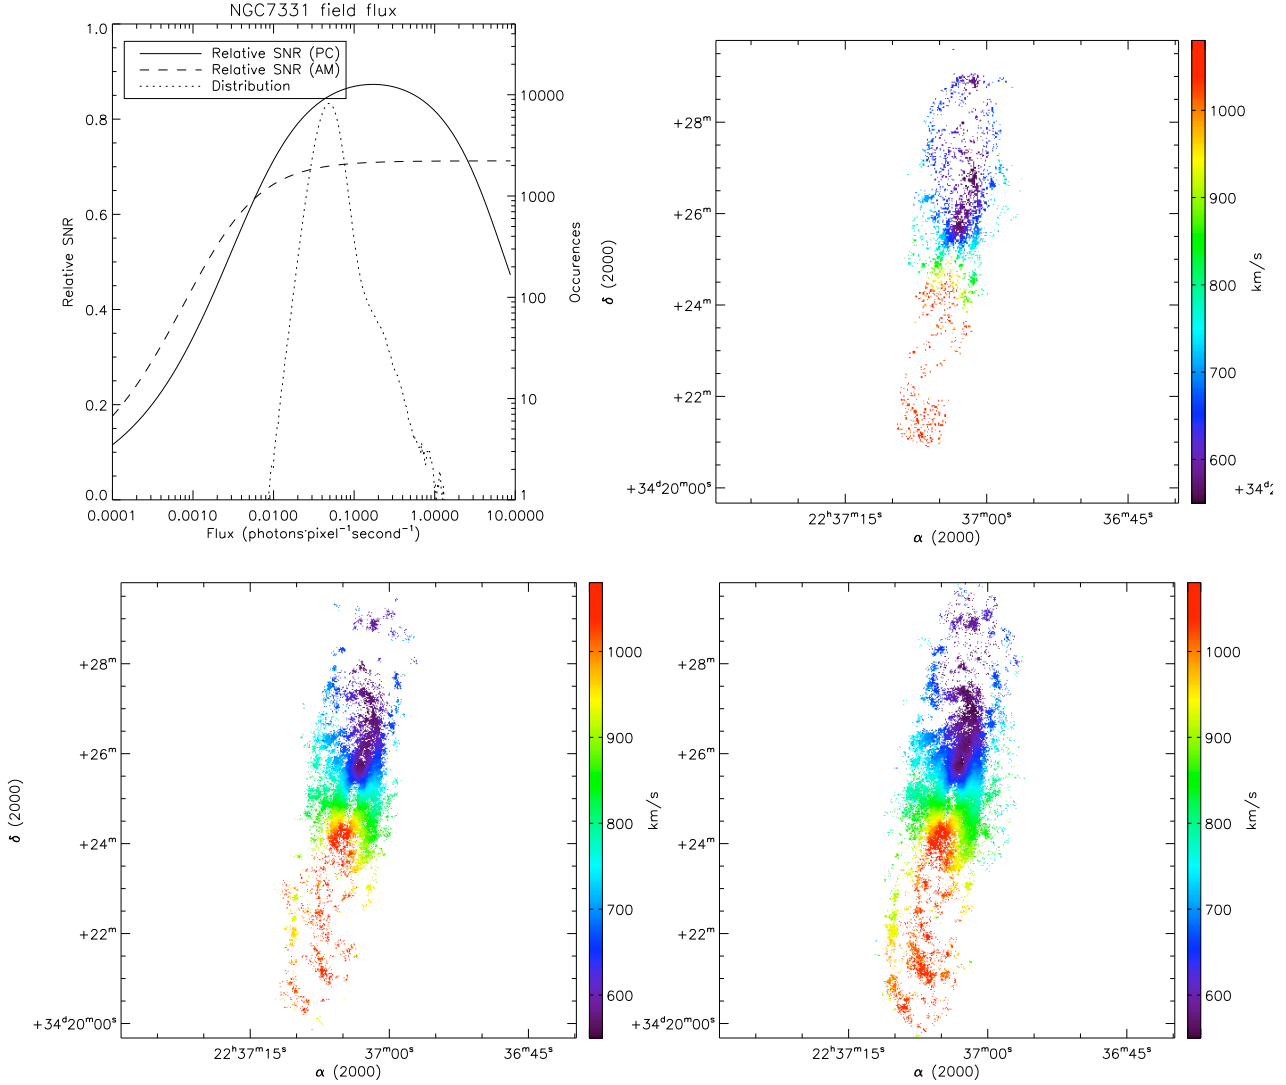 NGC7331 field flux
Relative SNR (PC)
Relative SNR (AM)
Distribution
1.0
0.8
0.6
0.4
0.2
0.0
Relative SNR
10000
1000
100
10
1
Occurences
0.0001 0.0010 0.0100 0.1000 1.0000 10.0000
Flux (photons·pixel⁻¹second⁻¹)
+28ᵐ
+26ᵐ
+24ᵐ
+22ᵐ
+34ᵈ20ᵐ00ˢ
δ (2000)
22ʰ37ᵐ15ˢ 37ᵐ00ˢ 36ᵐ45ˢ
α (2000)
1000
900
800
700
600
km/s
+34ᵈ2
+28ᵐ
+26ᵐ
+24ᵐ
+22ᵐ
+34ᵈ20ᵐ00ˢ
δ (2000)
22ʰ37ᵐ15ˢ 37ᵐ00ˢ 36ᵐ45ˢ
α (2000)
1000
900
800
700
600
km/s
+28ᵐ
+26ᵐ
+24ᵐ
+22ᵐ
+34ᵈ20ᵐ00ˢ
22ʰ37ᵐ15ˢ 37ᵐ00ˢ 36ᵐ45ˢ
α (2000)
1000
900
800
700
600
km/s